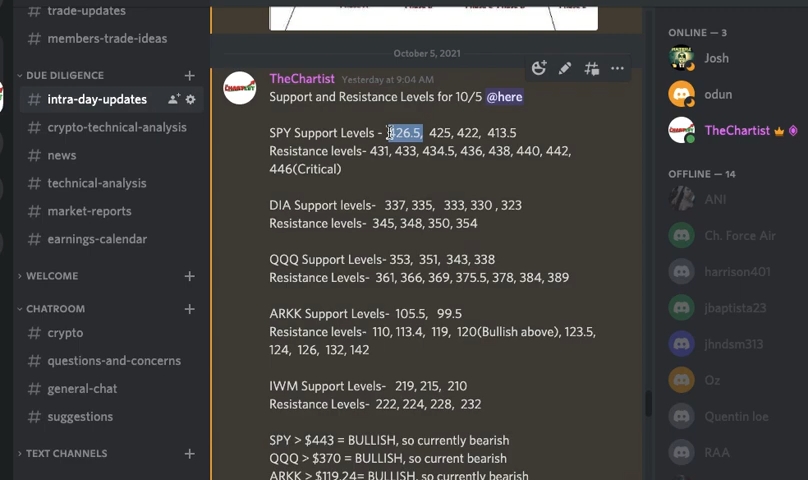 trade-updates
members-trade-ideas
DUE DILIGENCE
intra-day-updates
crypto-technical-analysis
news
technical-analysis
market-reports
earnings-calendar
WELCOME
CHATROOM
crypto
questions-and-concerns
general-chat
suggestions
TEXT CHANNELS
October 5, 2021
TheChartist Yesterday at 9:04 AM
Support and Resistance Levels for 10/5 @here
SPY Support Levels - 426.5, 425, 422, 413.5
Resistance levels- 431, 433, 434.5, 436, 438, 440, 442,
446(Critical)
DIA Support levels- 337, 335, 333, 330 , 323
Resistance levels- 345, 348, 350, 354
QQQ Support Levels- 353, 351, 343, 338
Resistance Levels- 361, 366, 369, 375.5, 378, 384, 389
ARKK Support Levels- 105.5, 99.5
Resistance levels- 110, 113.4, 119, 120(Bullish above), 123.5,
124, 126, 132, 142
IWM Support Levels- 219, 215, 210
Resistance Levels- 222, 224, 228, 232
SPY > $443 = BULLISH, so currently bearish
QQQ > $370 = BULLISH, so current bearish
ARKK > $119.24= BULLISH, so currently bearish
ONLINE — 3
Josh
odun
TheChartist
OFFLINE — 14
ANI
Ch. Force Air
harrison401
jbaptista23
jhndsm313
Oz
Quentin loe
RAA